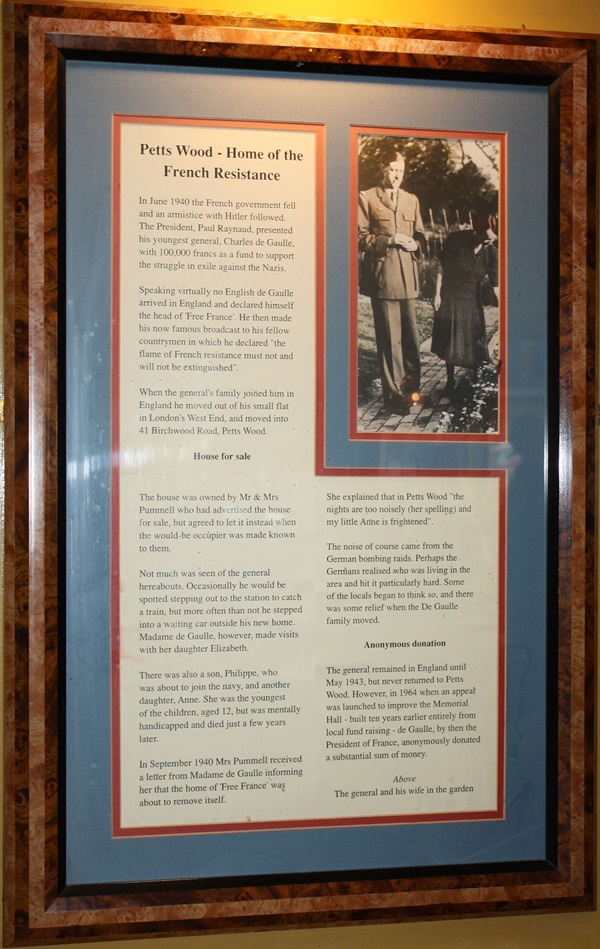 Petts Wood - Home of the
French Resistance
In June 1940 the French government fell
and an armistice with Hitler followed.
The President, Paul Raynaud, presented
his youngest general, Charles de Gaulle,
with 100,000 francs as a fund to support
the struggle in exile against the Nazis.
Speaking virtually no English de Gaulle
arrived in England and declared himself
the head of 'Free France'. He then made
his now famous broadcast to his fellow
countrymen in which he declared "the
flame of French resistance must not and
will not be extinguished".
When the general's family joined him in
England he moved out of his small flat
in London's West End, and moved into
41 Birchwood Road, Petts Wood.
House for sale
The house was owned by Mr & Mrs
Pummell who had advertised the house
for sale, but agreed to let it instead when
the would-be occupier was made known
to them.
Not much was seen of the general
hereabouts. Occasionally he would be
spotted stepping out to the station to catch
a train, but more often than not he stepped
into a waiting car outside his new home.
Madame de Gaulle, however, made visits
with her daughter Elizabeth.
There was also a son, Philippe, who
was about to join the navy, and another
daughter, Anne. She was the youngest
of the children, aged 12, but was mentally
handicapped and died just a few years
later.
In September 1940 Mrs Pummell received
a letter from Madame de Gaulle informing
her that the home of 'Free France' was
about to remove itself.
She explained that in Petts Wood "the
nights are too noisely (her spelling) and
my little Anne is frightened".
The noise of course came from the
German bombing raids. Perhaps the
Germans realised who was living in the
area and hit it particularly hard. Some
of the locals began to think so, and there
was some relief when the De Gaulle
family moved.
Anonymous donation
The general remained in England until
May 1943, but never returned to Petts
Wood. However, in 1964 when an appeal
was launched to improve the Memorial
Hall - built ten years earlier entirely from
local fund raising - de Gaulle, by then the
President of France, anonymously donated
a substantial sum of money.
Above
The general and his wife in the garden